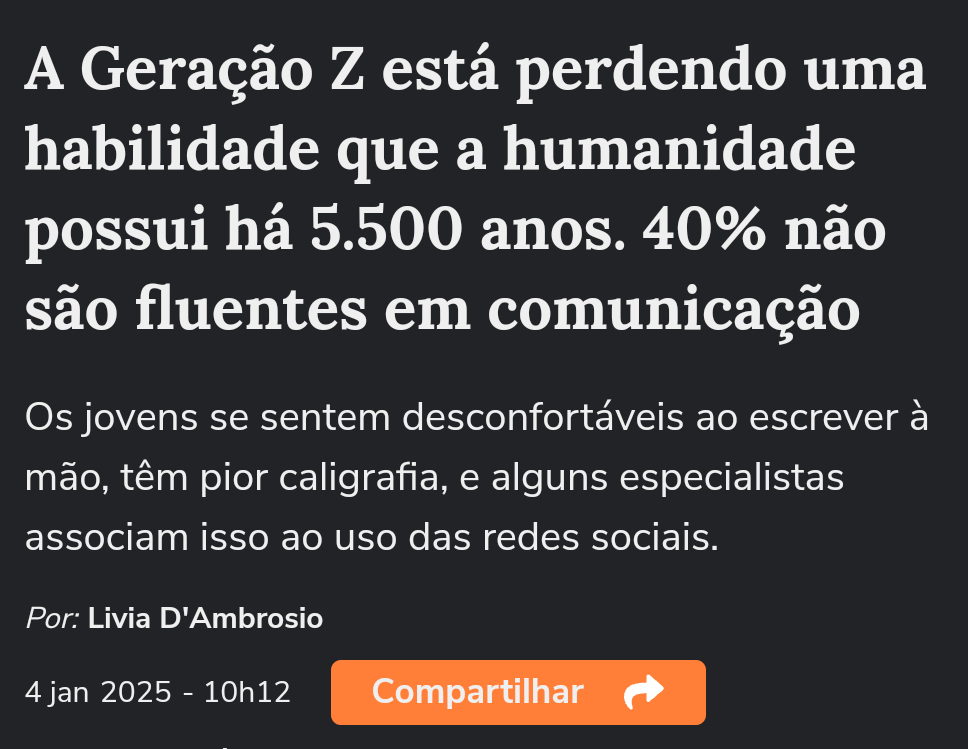 A Geração Z está perdendo uma
habilidade que a humanidade
possui há 5.500 anos. 40% não
são fluentes em comunicação
Os jovens se sentem desconfortáveis ao escrever à
mão, têm pior caligrafia, e alguns especialistas
associam isso ao uso das redes sociais.
Por: Livia D'Ambrosio
4 jan 2025 - 10h12 Compartilhar